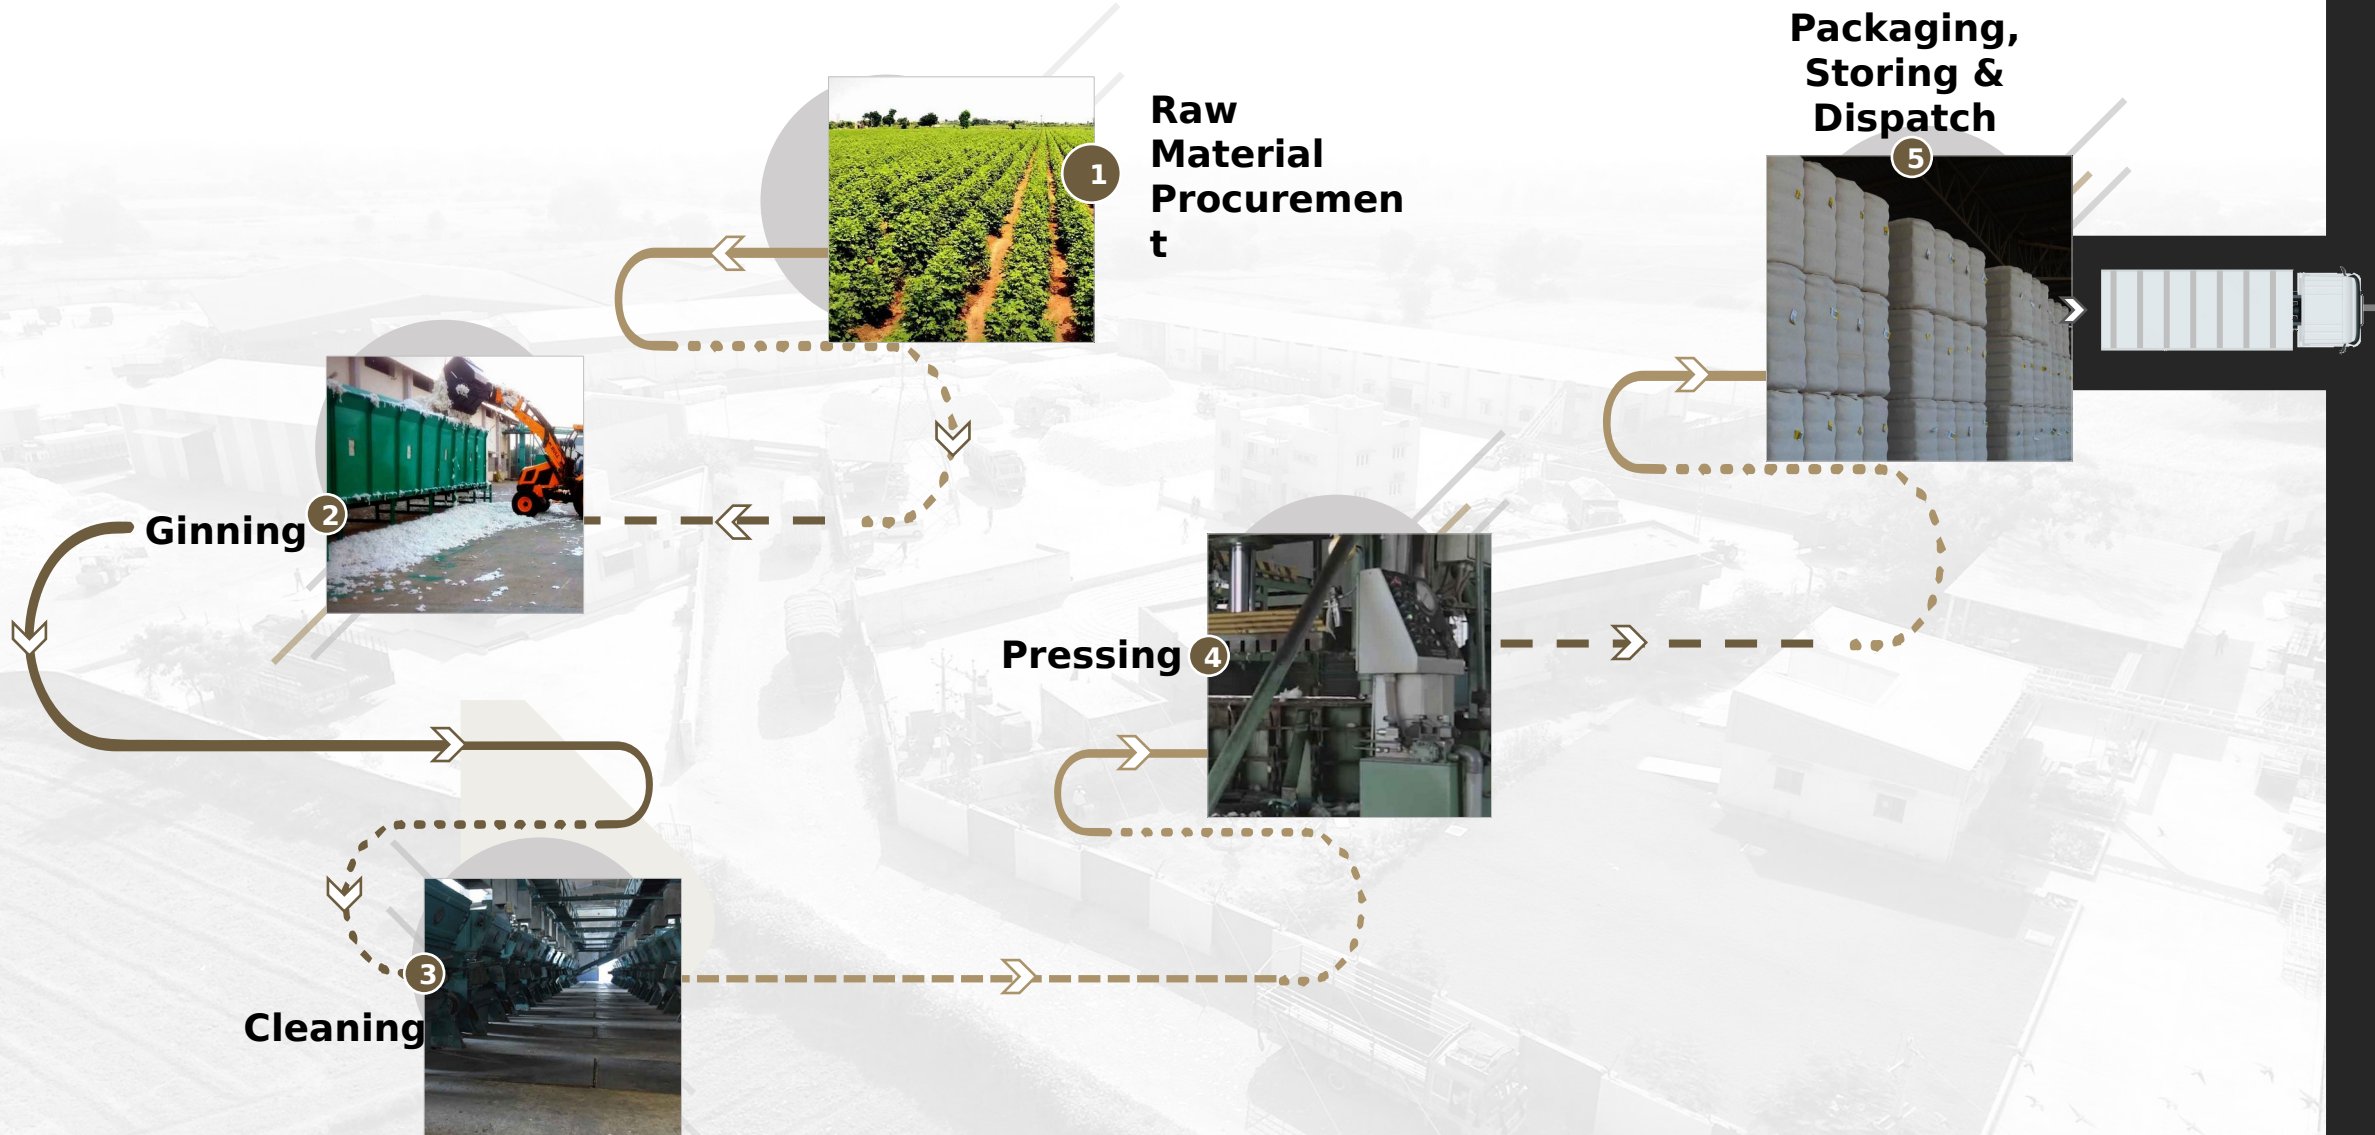 Packaging,
Storing &
Dispatch
5
Raw
Material
Procuremen
t
1
Ginning
2
Pressing
4
3
Cleaning